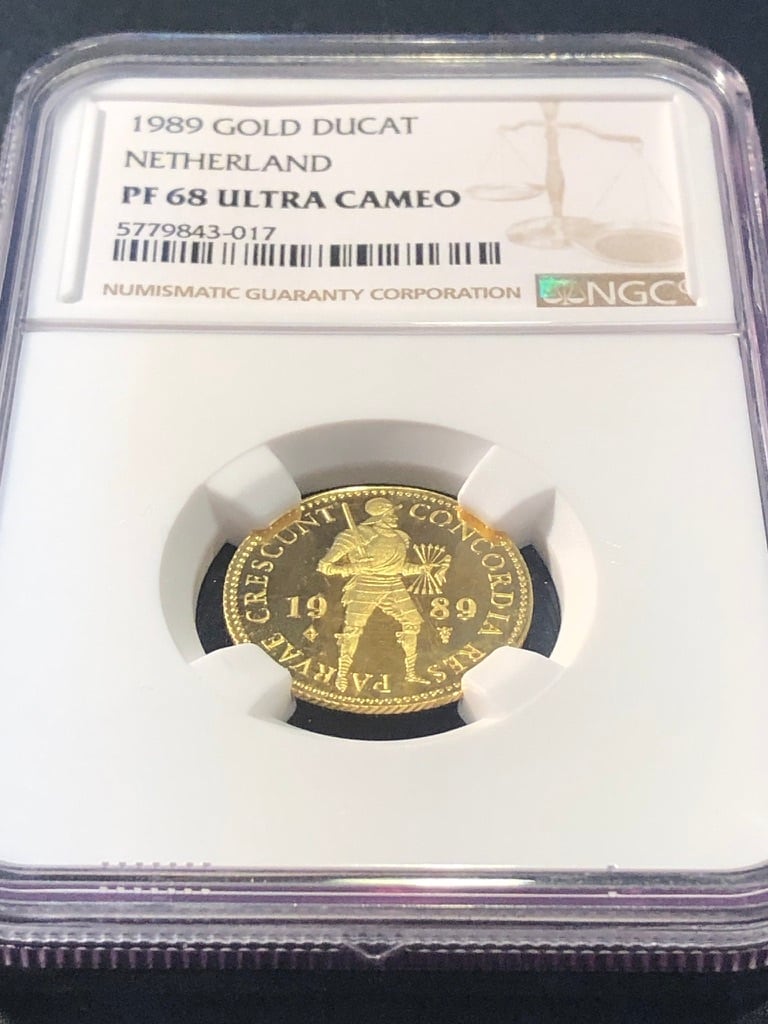 1989 GOLD DUCAT
NETHERLAND
PF 68 ULTRA CAMEO
5779843-017
NUMISMATIC GUARANTY CORPORATION
NGC
CONCORDIA RES PARVAE CRESCUNT
19 89